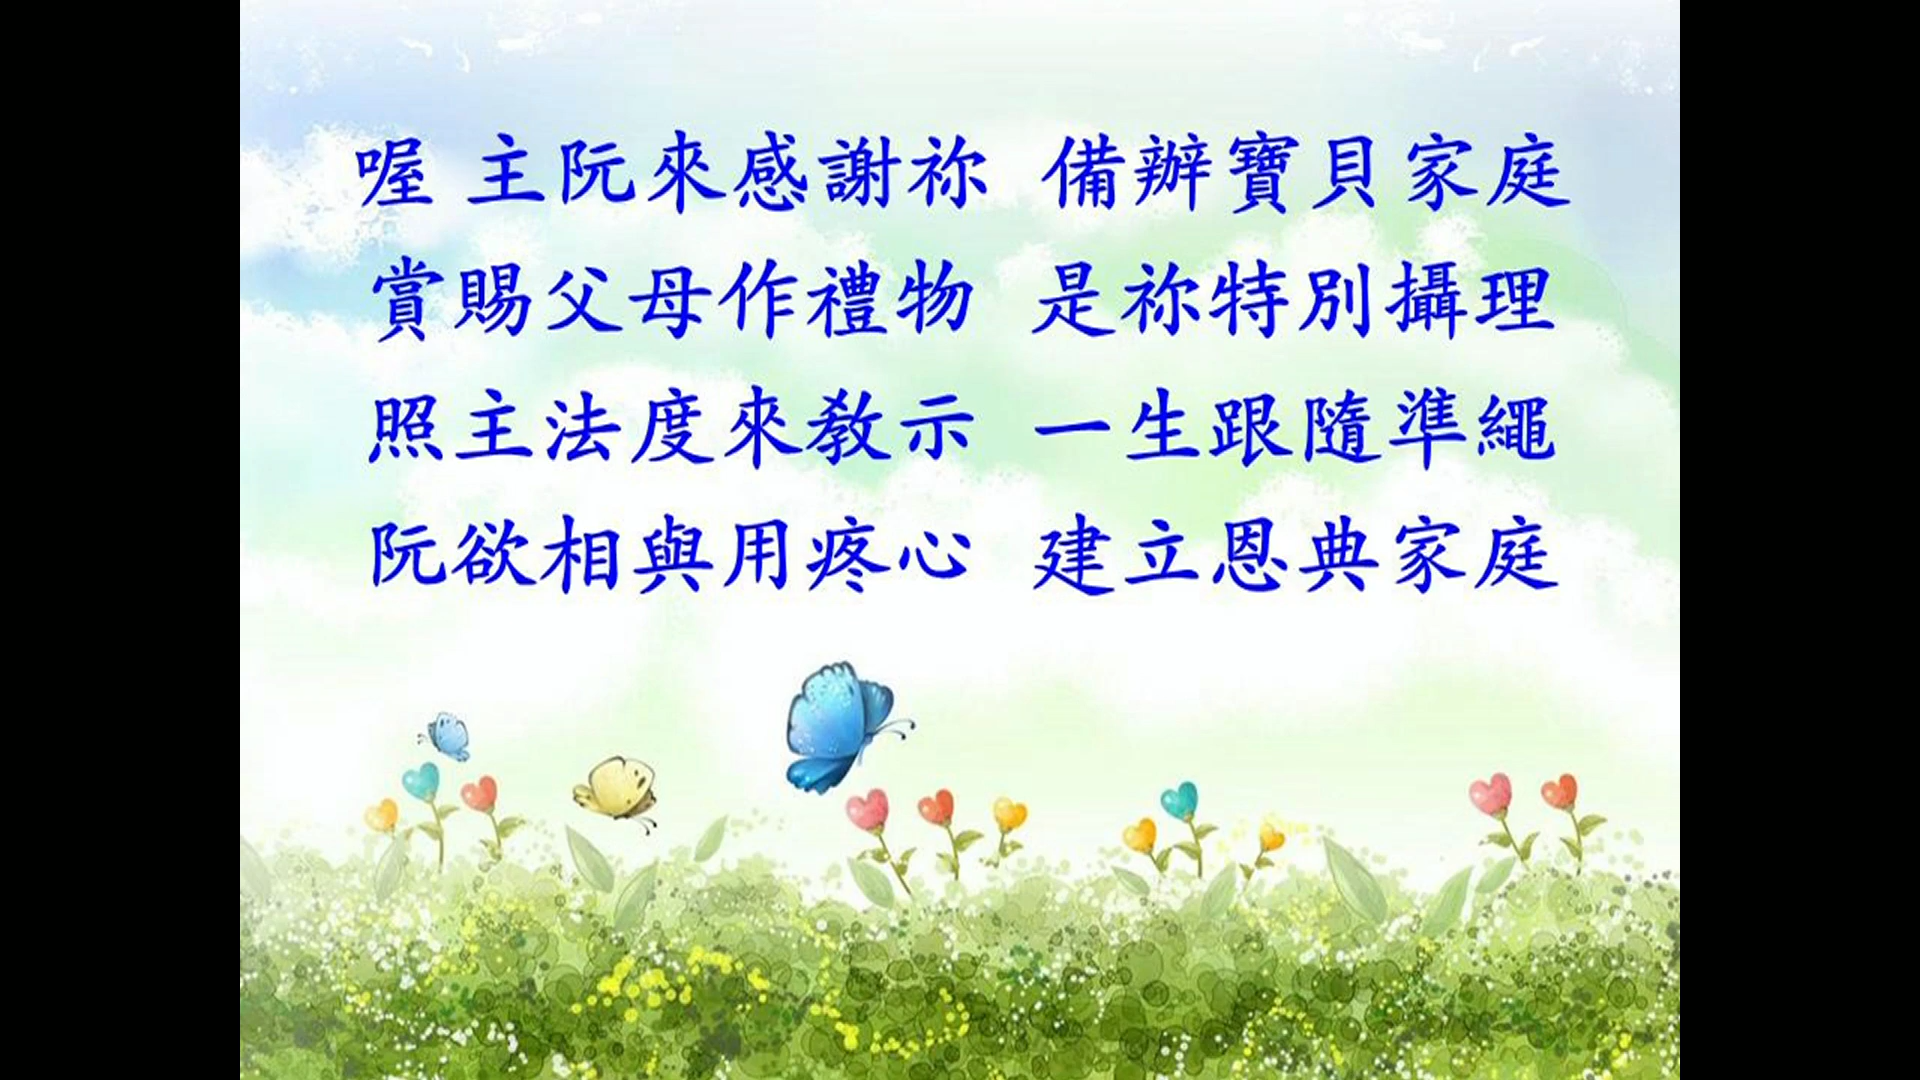 喔 主阮來感謝祢 備辦寶貝家庭
賞賜父母作禮物 是祢特別攝理
照主法度來教示 一生跟隨準繩
阮欲相與用疼心 建立恩典家庭